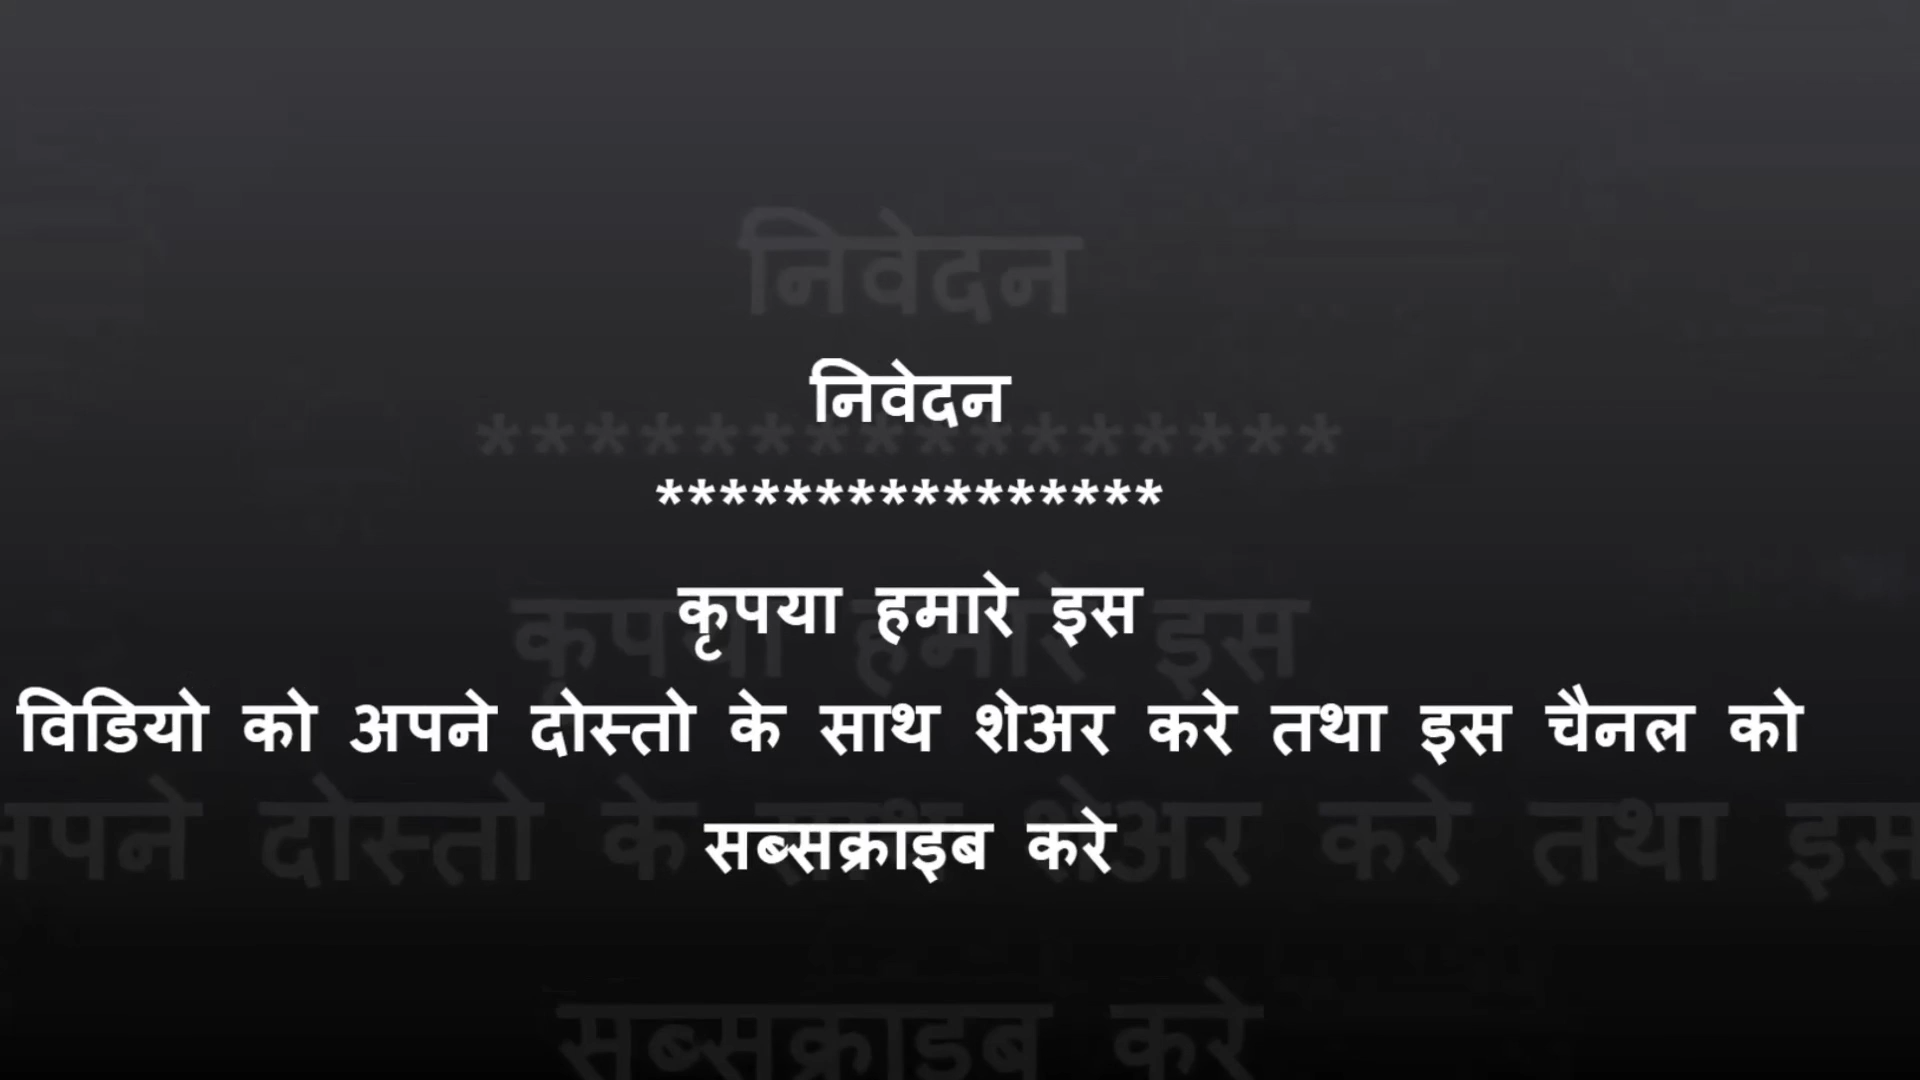 निवेदन
****************
कृपया हमारे इस
विडियो को अपने दोस्तो के साथ शेअर करे तथा इस चैनल को
सब्सक्राइब करे